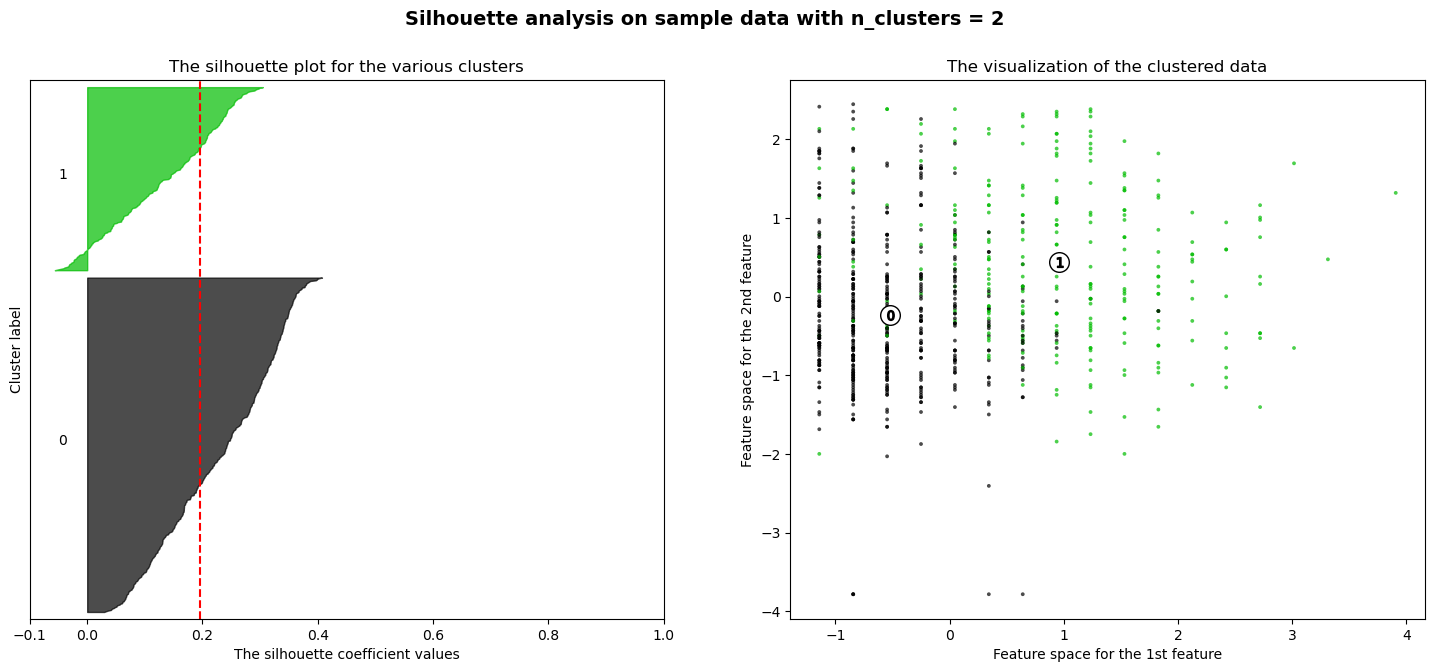 Silhouette analysis on sample data with n_clusters = 2
The silhouette plot for the various clusters
Cluster label
1
0
−0.1 0.0 0.2 0.4 0.6 0.8 1.0
The silhouette coefficient values
The visualization of the clustered data
Feature space for the 2nd feature
2
1
0
−1
−2
−3
−4
1
0
−1 0 1 2 3 4
Feature space for the 1st feature